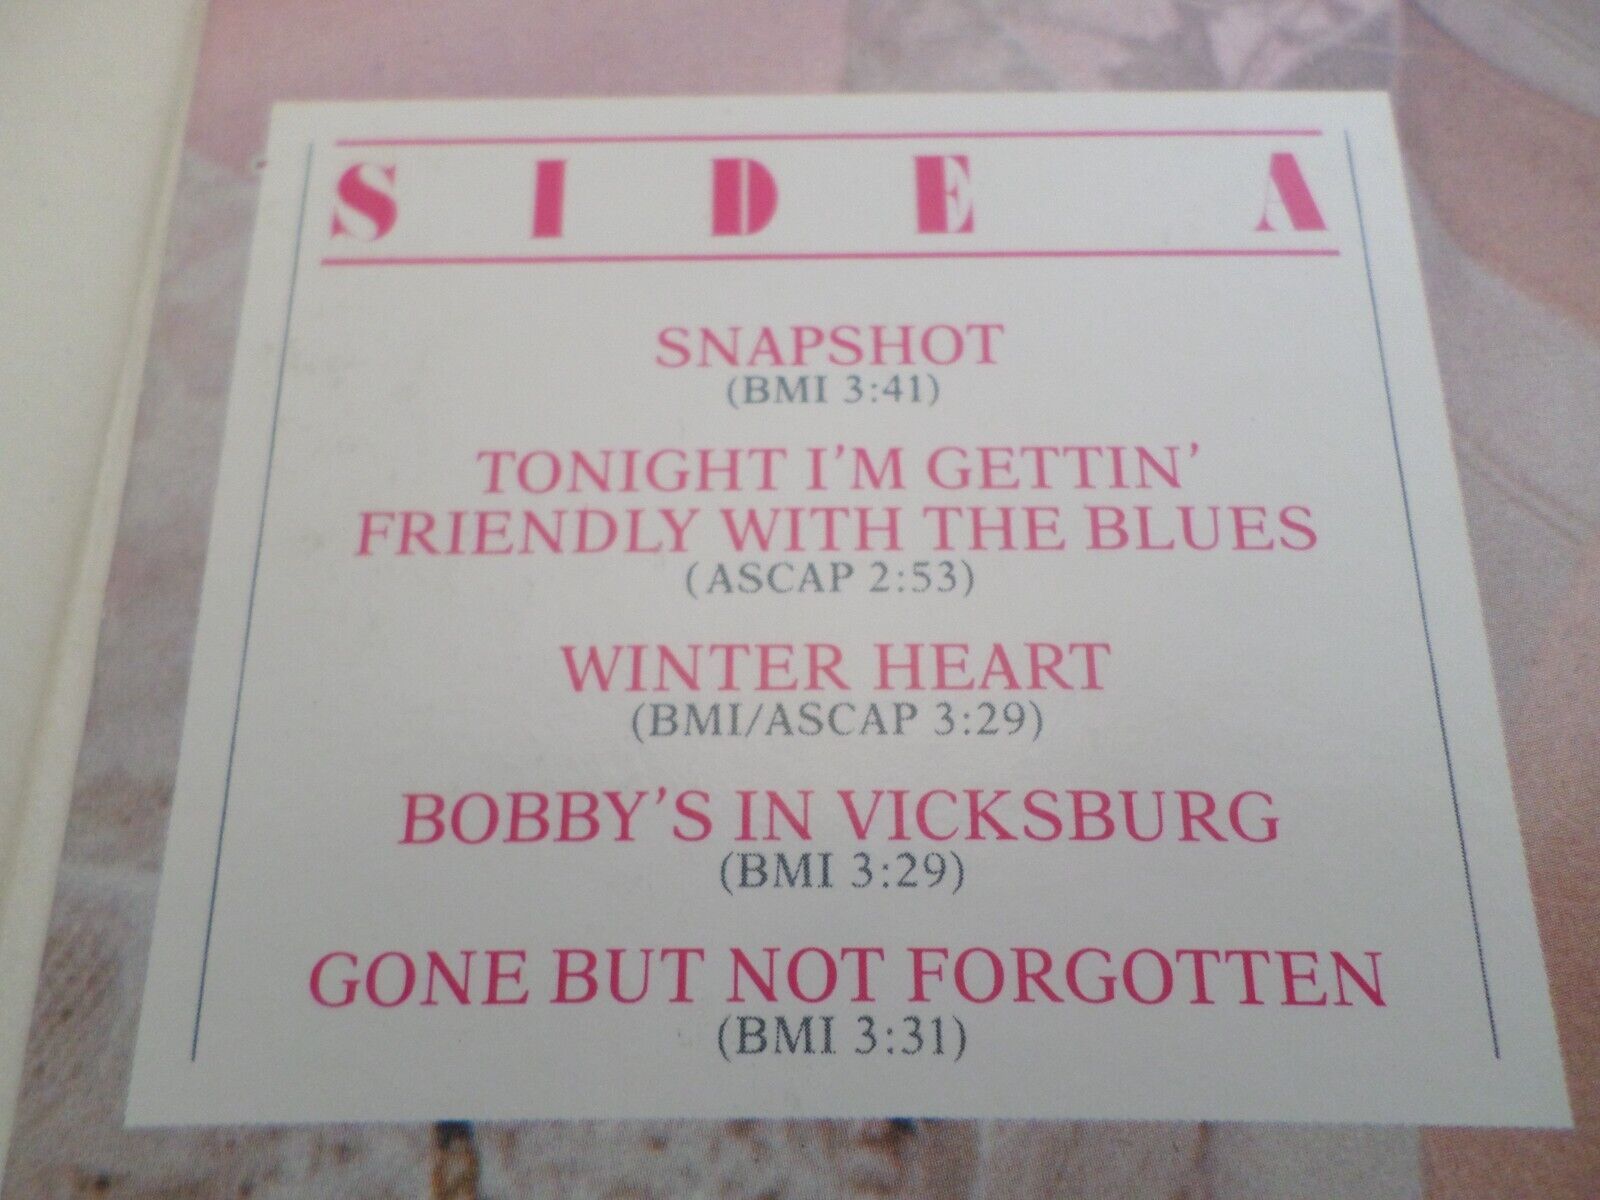 SIDE A
SNAPSHOT
(BMI 3:41)
TONIGHT I'M GETTIN'
FRIENDLY WITH THE BLUES
(ASCAP 2:53)
WINTER HEART
(BMI/ASCAP 3:29)
BOBBY'S IN VICKSBURG
(BMI 3:29)
GONE BUT NOT FORGOTTEN
(BMI 3:31)